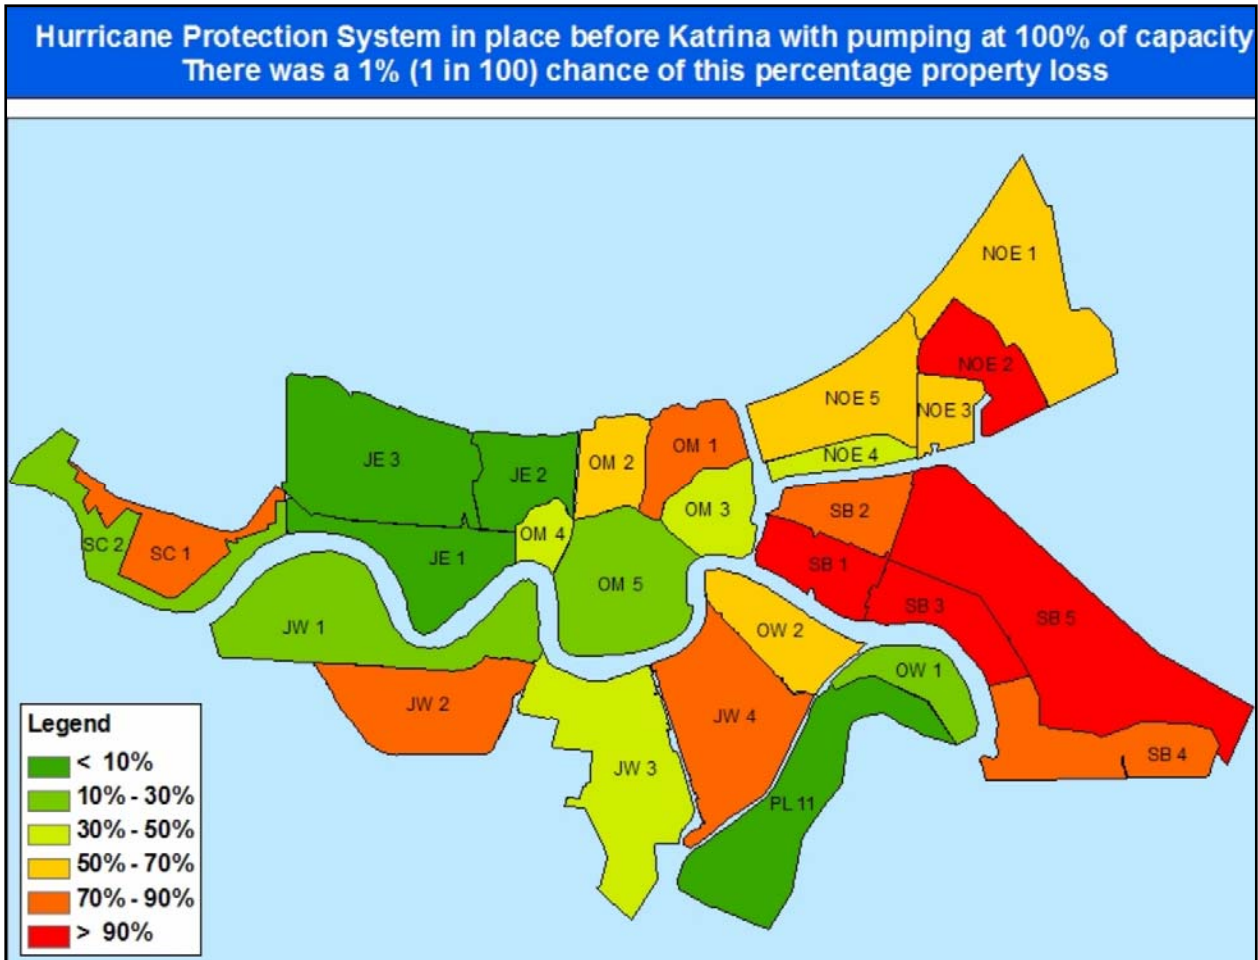 Hurricane Protection System in place before Katrina with pumping at 100% of capacity
There was a 1% (1 in 100) chance of this percentage property loss
NOE 1
NOE 2
NOE 5
NOE 3
NOE 4
JE 3
JE 2
OM 2
OM 1
OM 3
OM 4
SB 2
SC 2
SC 1
JE 1
OM 5
SB 1
SB 3
SB 5
JW 1
OW 2
OW 1
JW 2
JW 4
JW 3
SB 4
PL 11
Legend
< 10%
10% - 30%
30% - 50%
50% - 70%
70% - 90%
> 90%